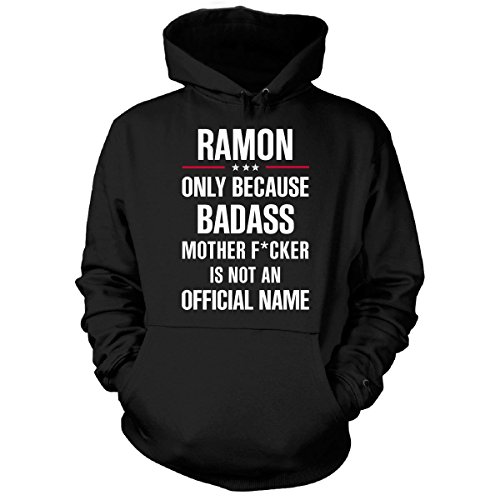 RAMON
ONLY BECAUSE
BADASS
MOTHER F*CKER
IS NOT AN
OFFICIAL NAME